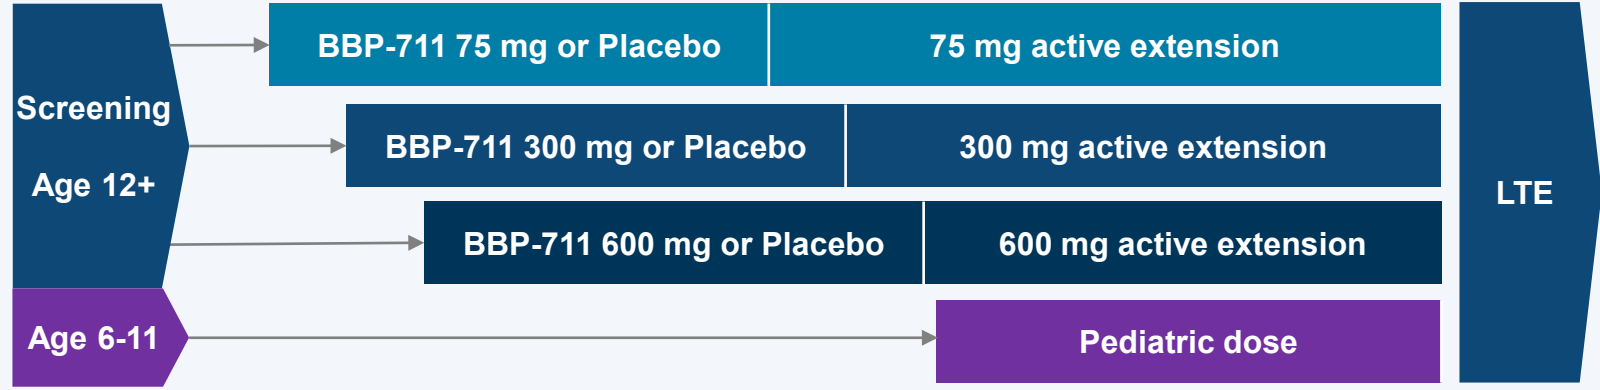 Screening
Age 12+
BBP-711 75 mg or Placebo
75 mg active extension
BBP-711 300 mg or Placebo
300 mg active extension
BBP-711 600 mg or Placebo
600 mg active extension
Age 6-11
Pediatric dose
LTE